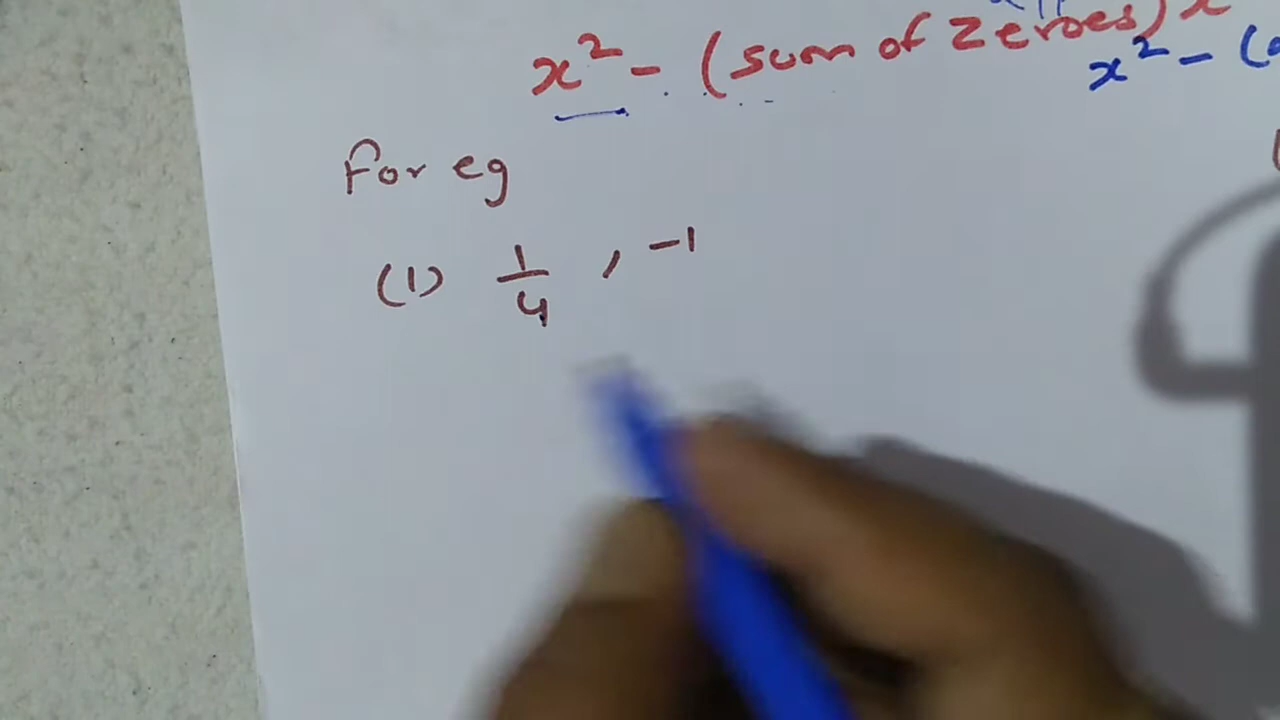 x² - (sum of zeroes) x
x² - (
For eg
(1) 1/4 , -1